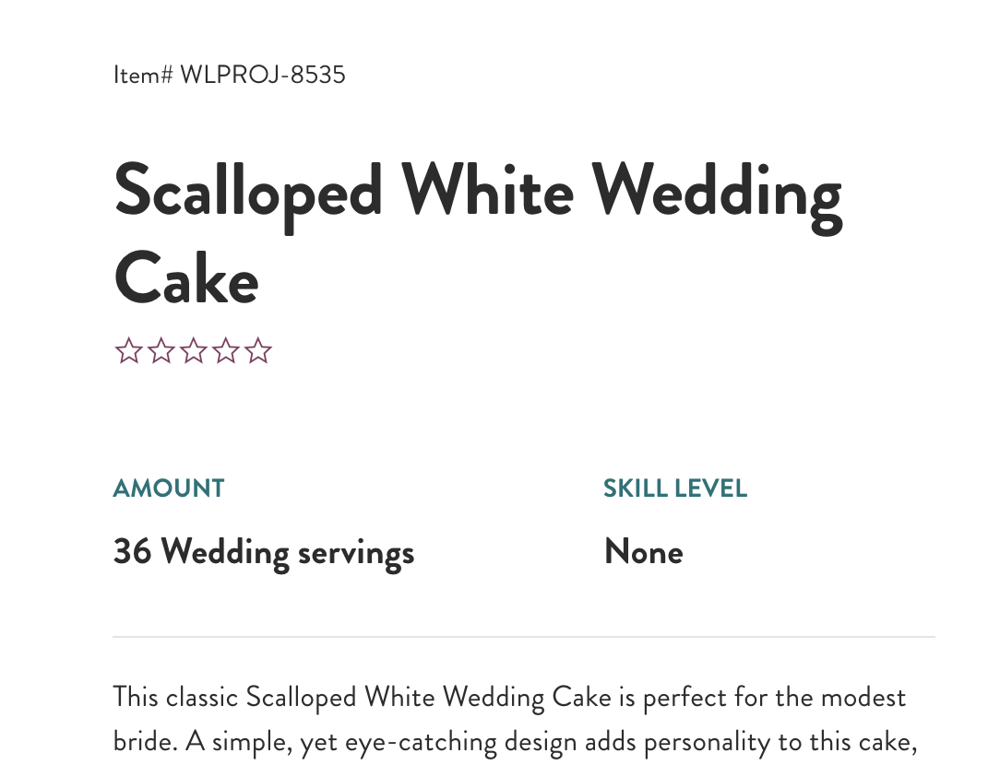 Item# WLPROJ-8535
Scalloped White Wedding
Cake
AMOUNT
SKILL LEVEL
36 Wedding servings
None
This classic Scalloped White Wedding Cake is perfect for the modest
bride. A simple, yet eye-catching design adds personality to this cake,